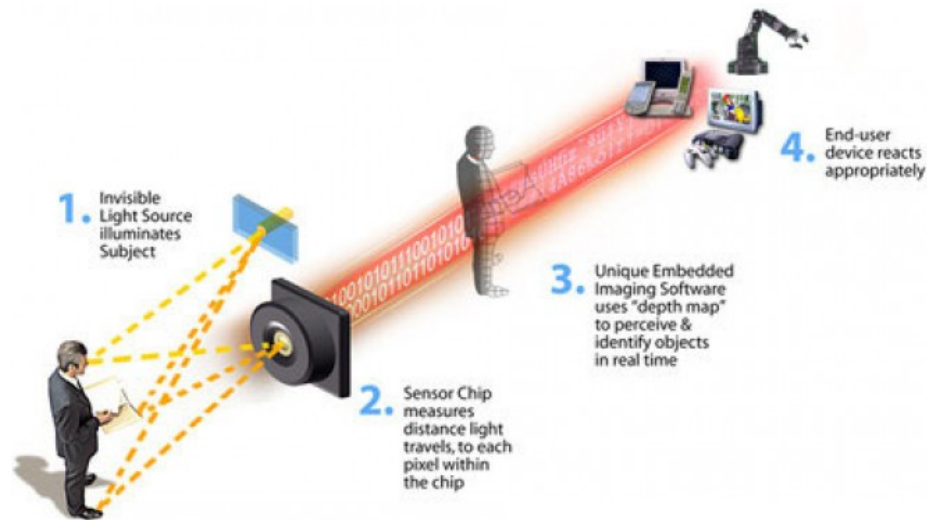 1. Invisible
Light Source
illuminates
Subject
2. Sensor Chip
measures
distance light
travels, to each
pixel within
the chip
3. Unique Embedded
Imaging Software
uses “depth map”
to perceive &
identify objects
in real time
4. End-user
device reacts
appropriately